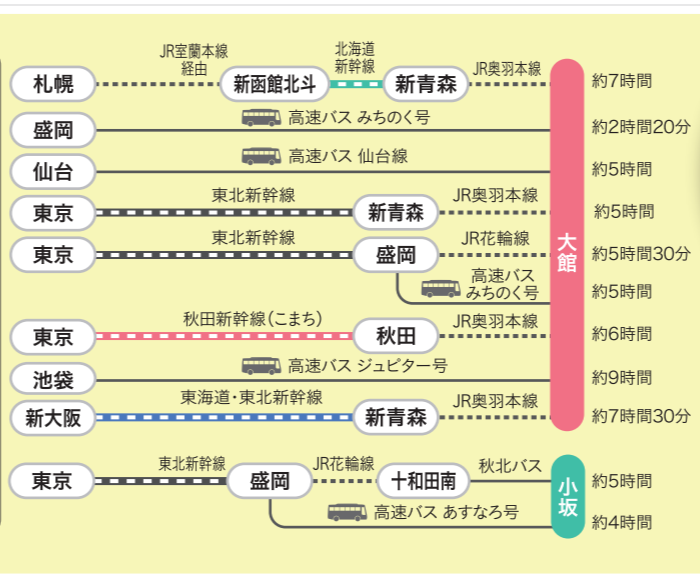 JR室蘭本線
経由
北海道
新幹線
JR奥羽本線
札幌
新函館北斗
新青森
約7時間
盛岡
高速バス みちのく号
約2時間20分
仙台
高速バス 仙台線
約5時間
東京
東北新幹線
新青森
JR奥羽本線
約5時間
東京
東北新幹線
盛岡
JR花輪線
約5時間30分
高速バス
みちのく号
約5時間
東京
秋田新幹線(こまち)
秋田
JR奥羽本線
約6時間
池袋
高速バス ジュピター号
約9時間
新大阪
東海道・東北新幹線
新青森
JR奥羽本線
約7時間30分
大館
東京
東北新幹線
盛岡
JR花輪線
十和田南
秋北バス
約5時間
高速バス あすなろ号
約4時間
小坂